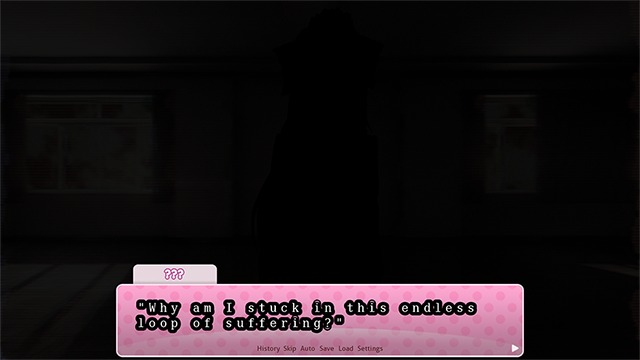 ???
"Why am I stuck in this endless
loop of suffering?"
History Skip Auto Save Load Settings